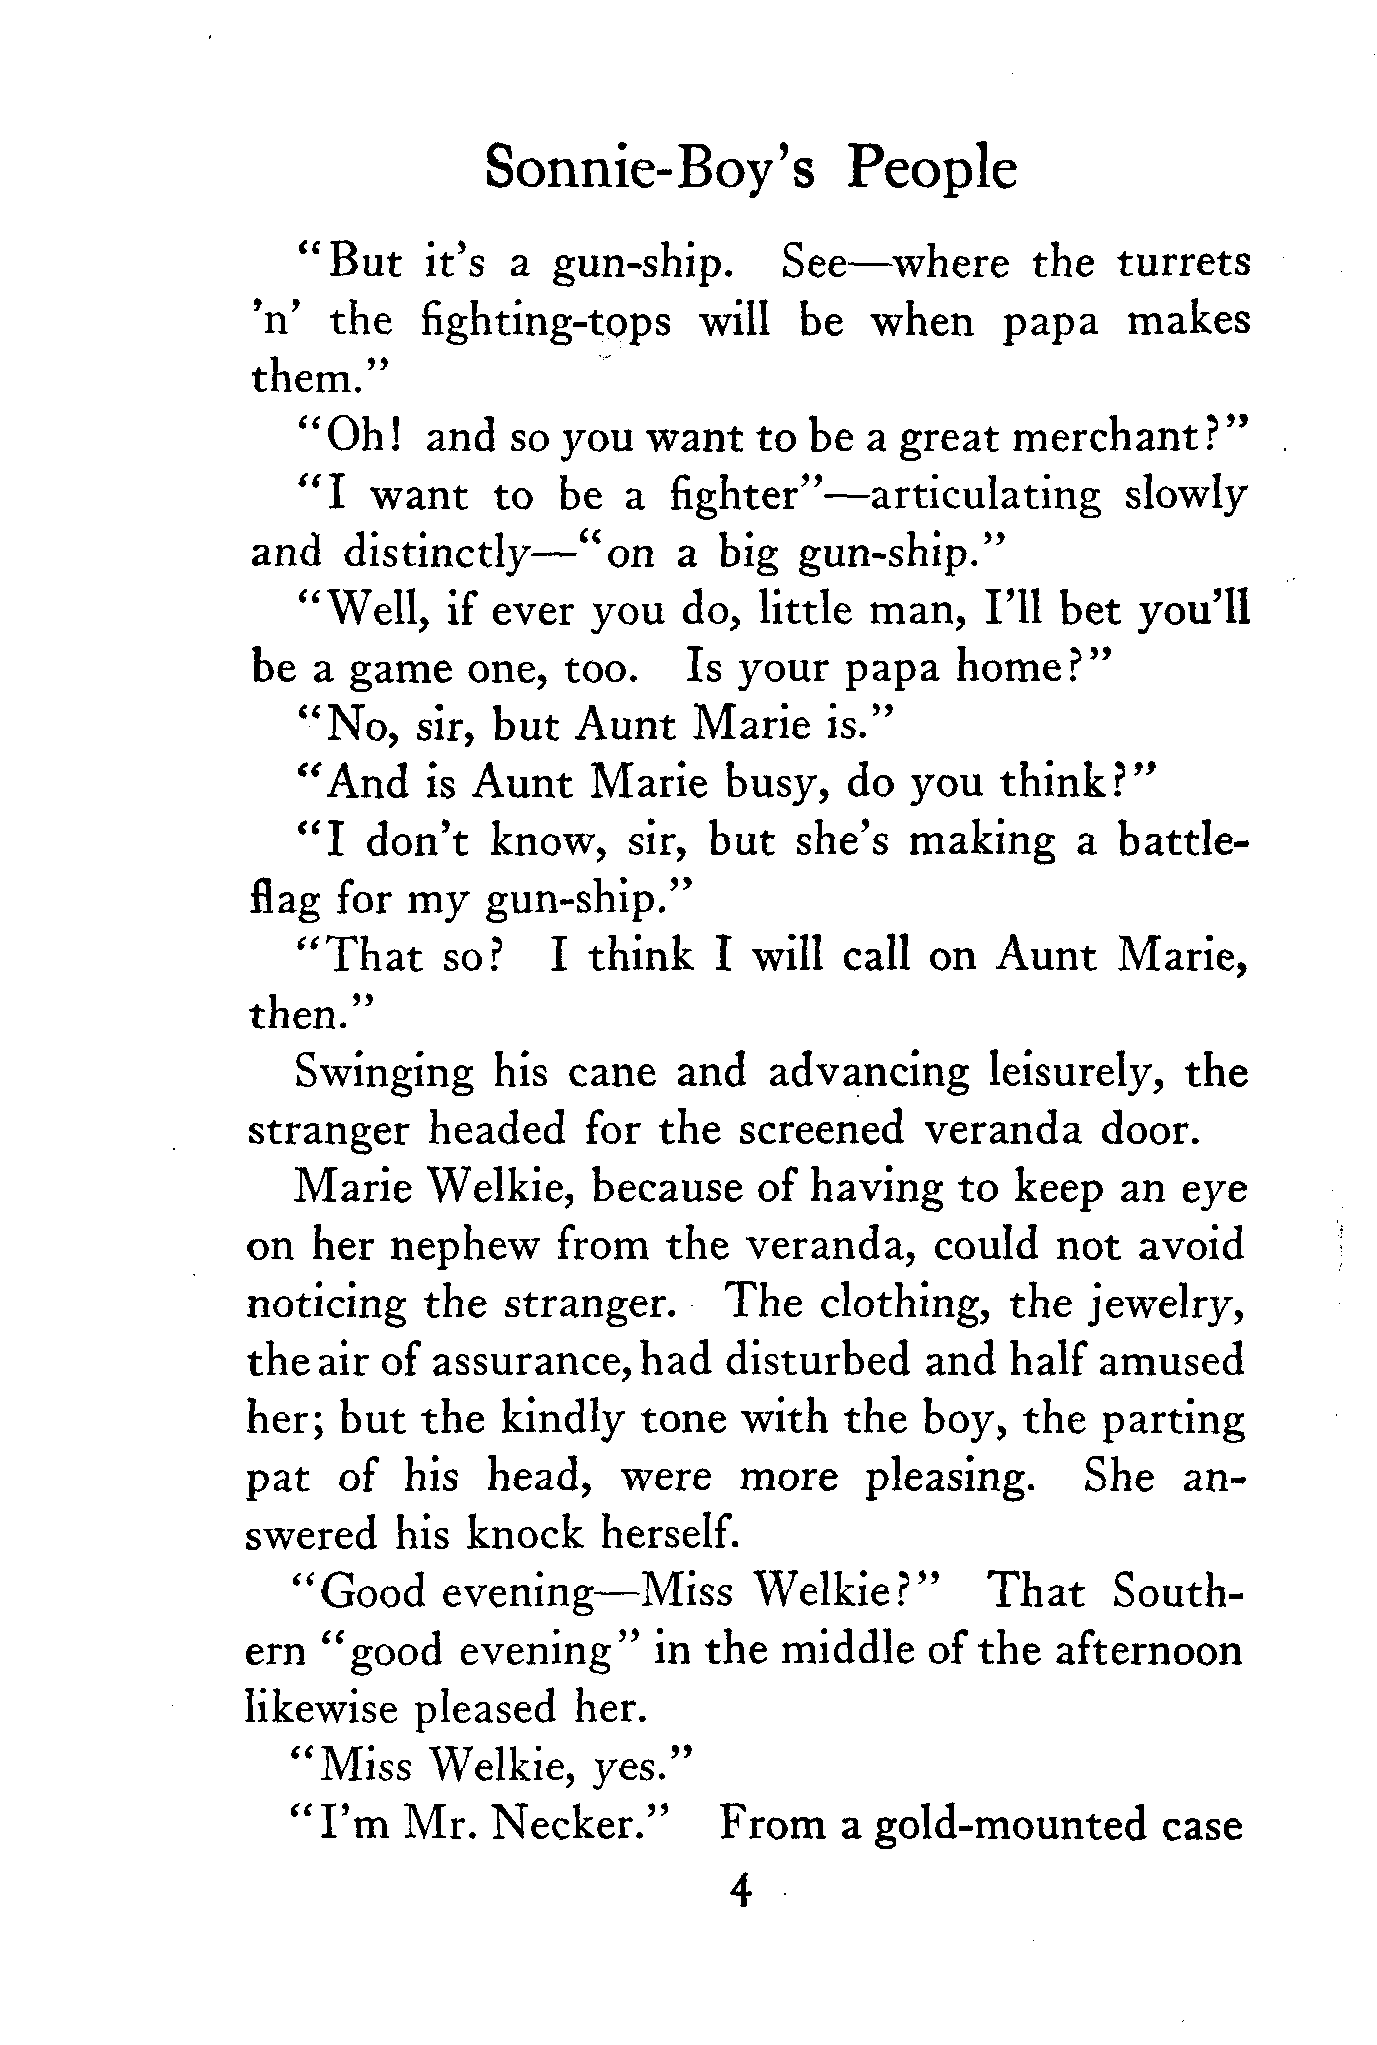 Sonnie-Boy's People
"But it's a gun-ship. See—where the turrets
'n' the fighting-tops will be when papa makes
them."
"Oh! and so you want to be a great merchant?"
"I want to be a fighter"—articulating slowly
and distinctly—"on a big gun-ship."
"Well, if ever you do, little man, I'll bet you'll
be a game one, too. Is your papa home?"
"No, sir, but Aunt Marie is."
"And is Aunt Marie busy, do you think?"
"I don't know, sir, but she's making a battle-
flag for my gun-ship."
"That so? I think I will call on Aunt Marie,
then."
Swinging his cane and advancing leisurely, the
stranger headed for the screened veranda door.
Marie Welkie, because of having to keep an eye
on her nephew from the veranda, could not avoid
noticing the stranger. The clothing, the jewelry,
the air of assurance, had disturbed and half amused
her; but the kindly tone with the boy, the parting
pat of his head, were more pleasing. She an-
swered his knock herself.
"Good evening—Miss Welkie?" That South-
ern "good evening" in the middle of the afternoon
likewise pleased her.
"Miss Welkie, yes."
"I'm Mr. Necker." From a gold-mounted case
4